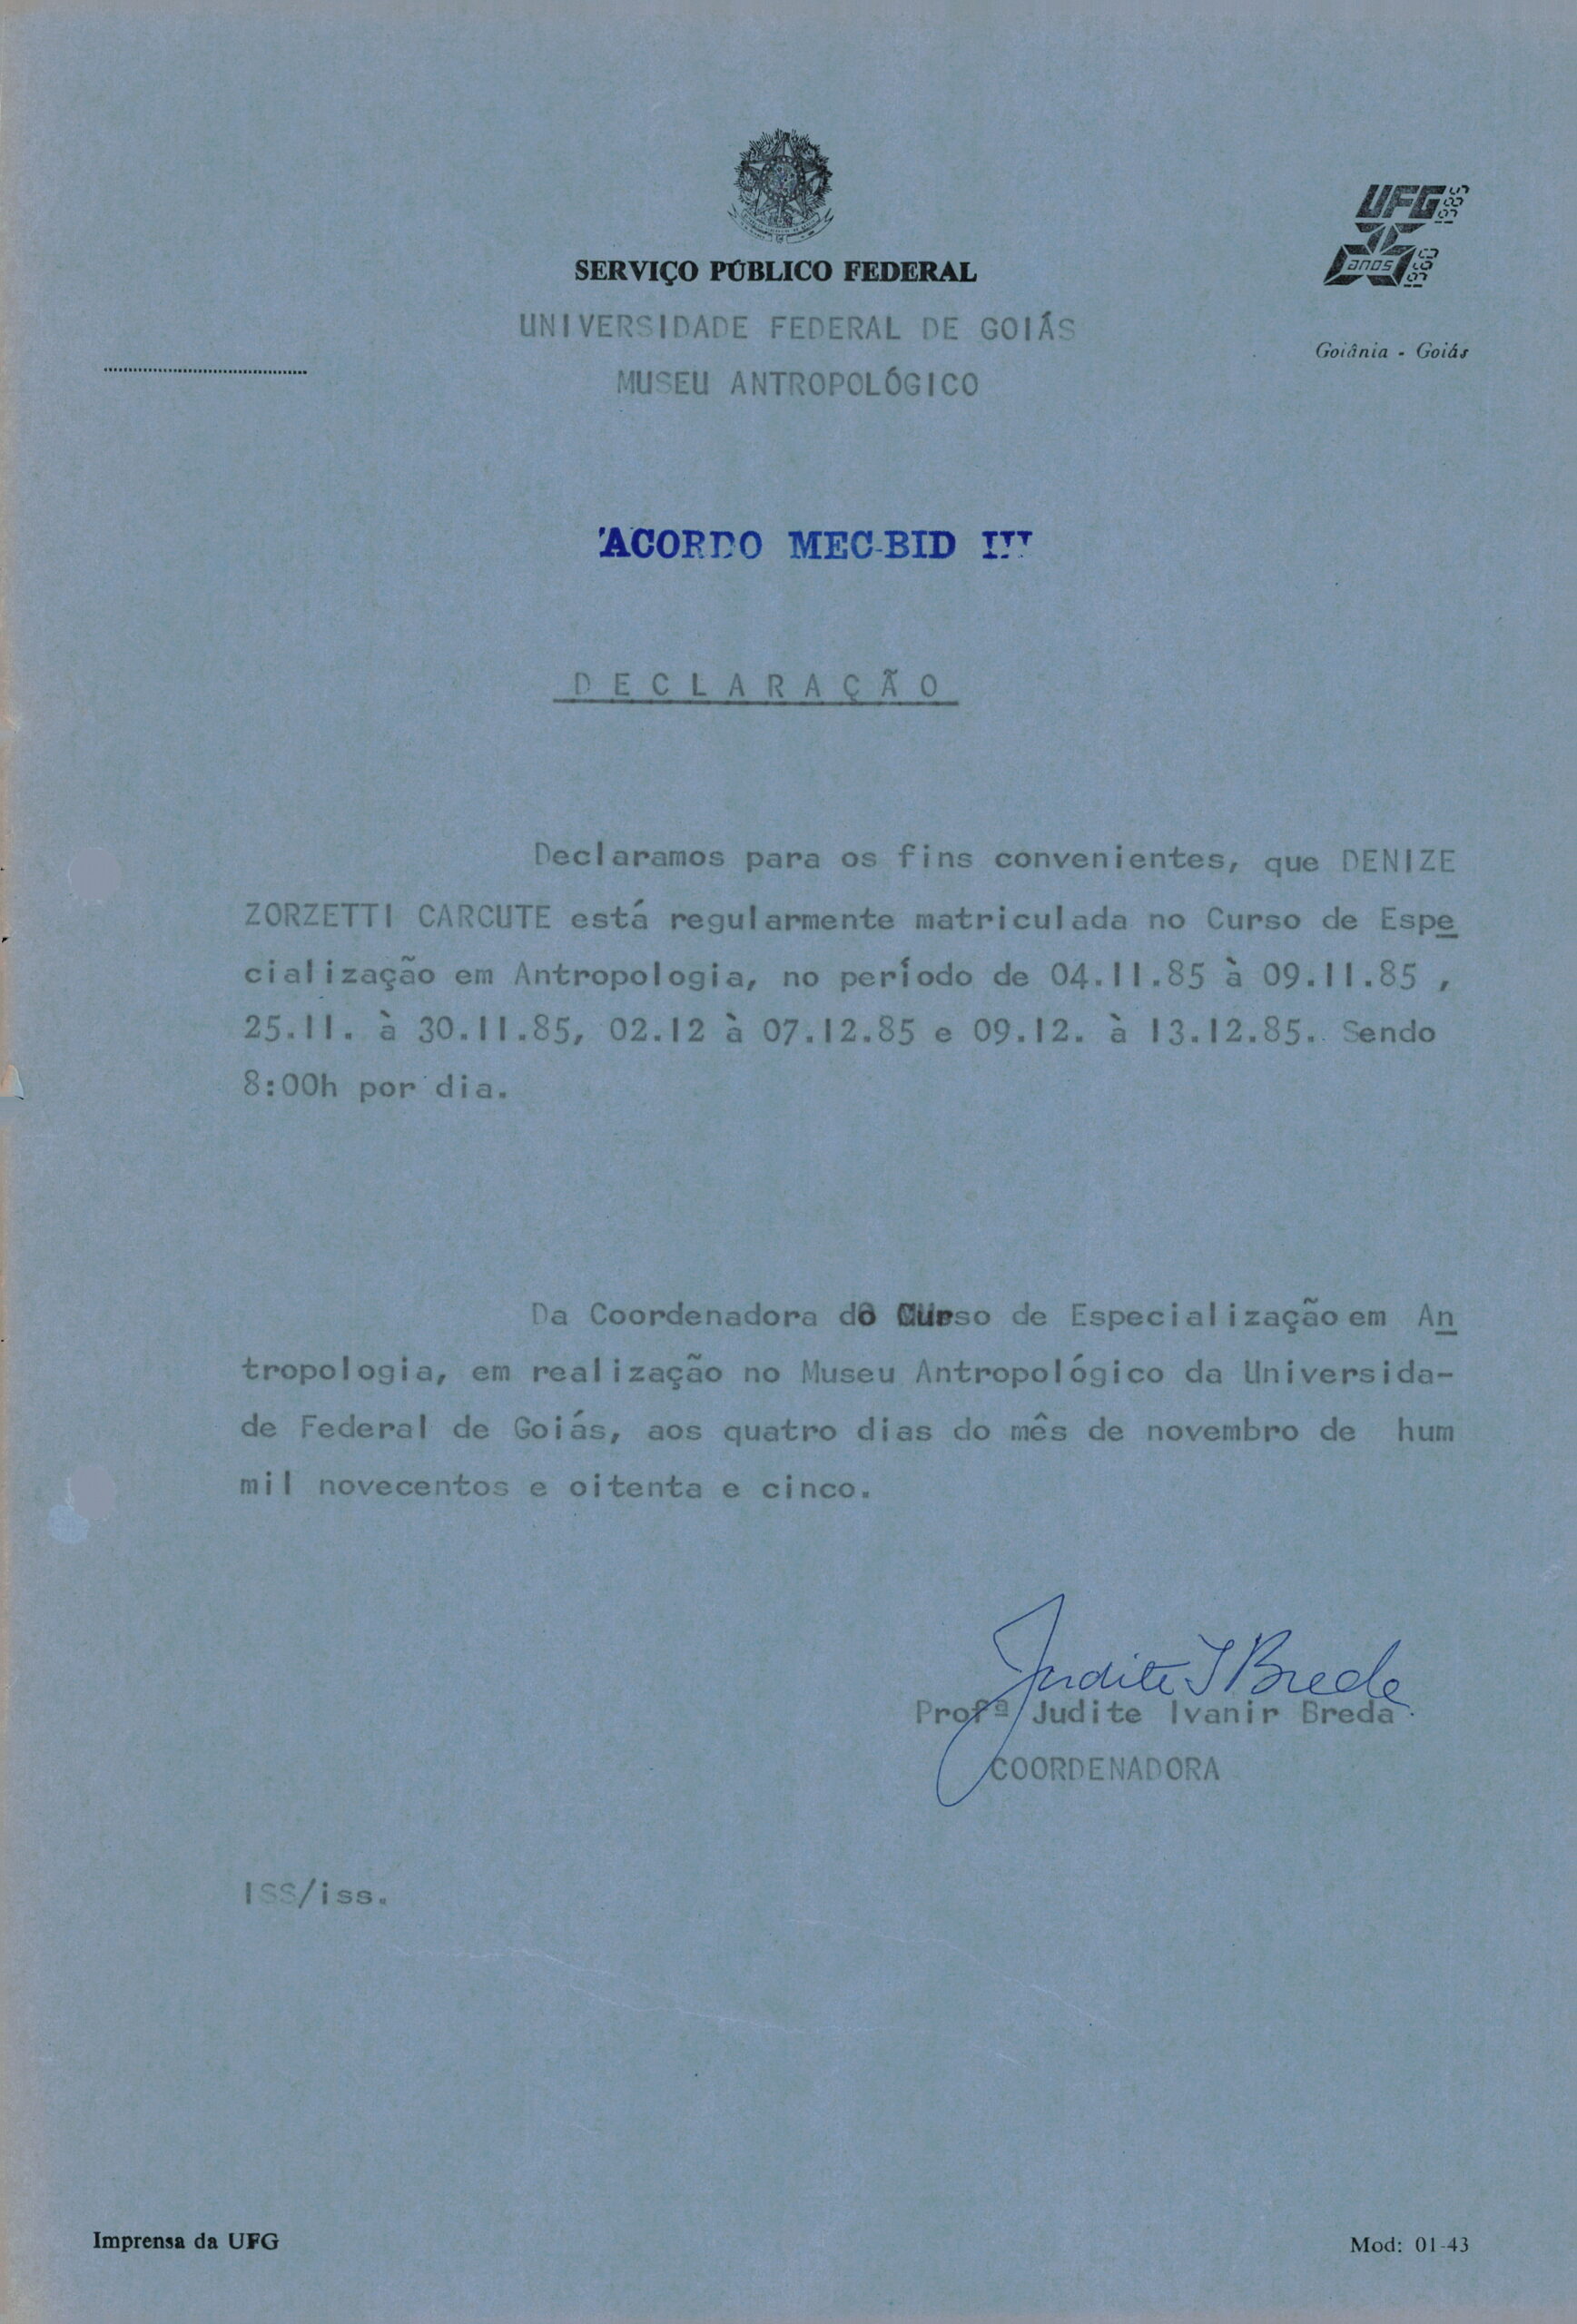 UFG 1985
anos 1960
SERVIÇO PÚBLICO FEDERAL
UNIVERSIDADE FEDERAL DE GOIÁS
Goiânia - Goiás
MUSEU ANTROPOLÓGICO
ACORDO MEC-BID III
DECLARAÇÃO
Declaramos para os fins convenientes, que DENIZE
ZORZETTI CARCUTE está regularmente matriculada no Curso de Espe
cialização em Antropologia, no período de 04.11.85 à 09.11.85 ,
25.11. à 30.11.85, 02.12 à 07.12.85 e 09.12. à 13.12.85. Sendo
8:00h por dia.
Da Coordenadora do Curso de Especialização em An
tropologia, em realização no Museu Antropológico da Universida-
de Federal de Goiás, aos quatro dias do mês de novembro de hum
mil novecentos e oitenta e cinco.
Judite I Breda
Profª Judite Ivanir Breda
COORDENADORA
ISS/iss.
Imprensa da UFG
Mod: 01-43